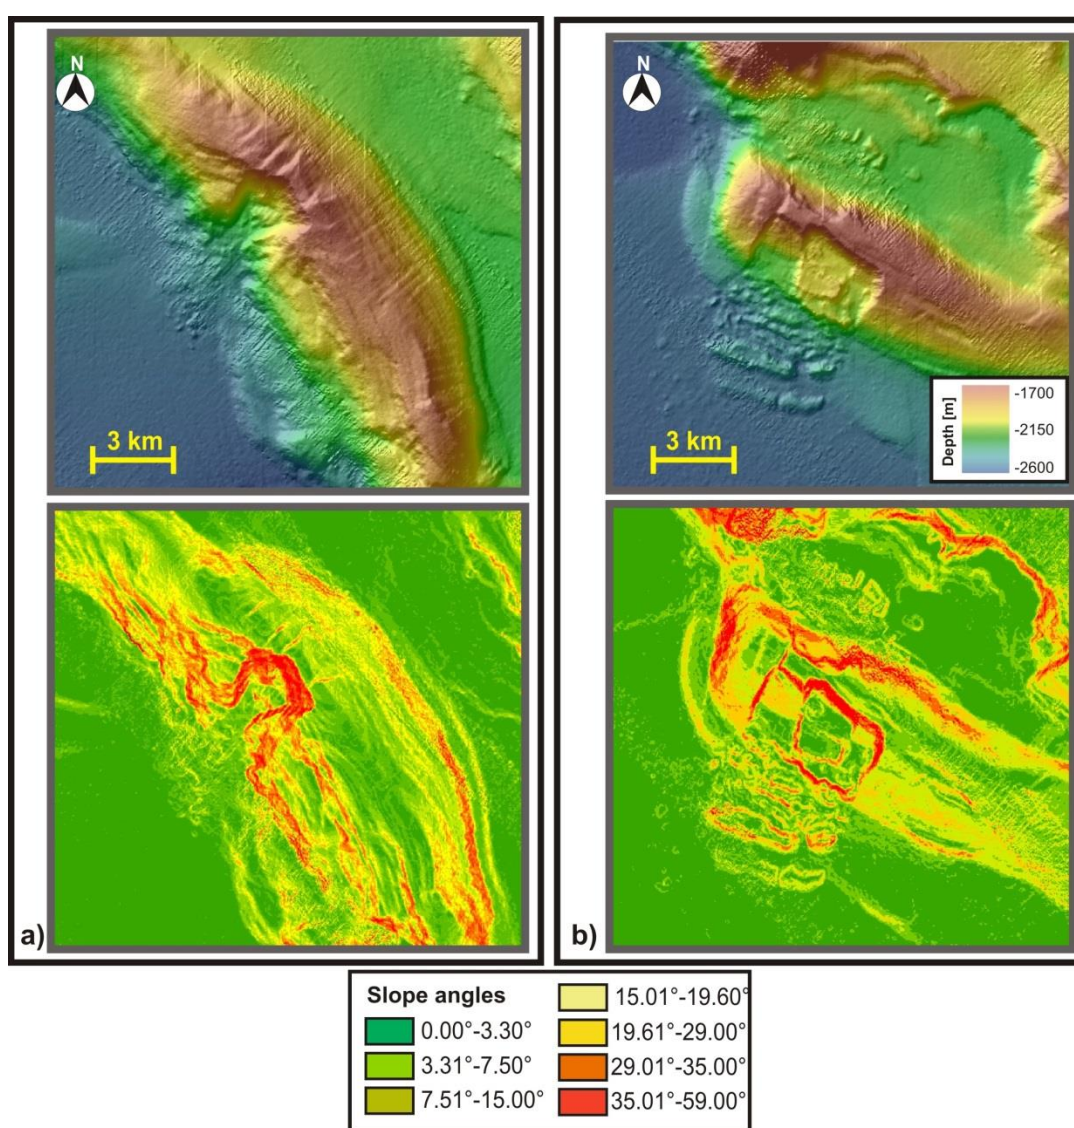 N
3 km
N
3 km
Depth [m]
-1700
-2150
-2600
a)
b)
Slope angles
0.00°-3.30°
3.31°-7.50°
7.51°-15.00°
15.01°-19.60°
19.61°-29.00°
29.01°-35.00°
35.01°-59.00°